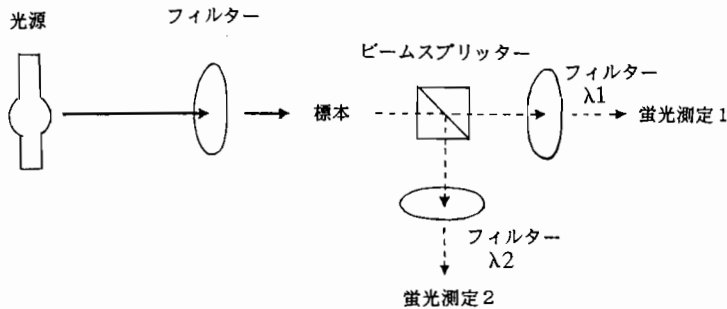 光源
フィルター
ビームスプリッター
フィルター
λ1
標本
蛍光測定1
フィルター
λ2
蛍光測定2